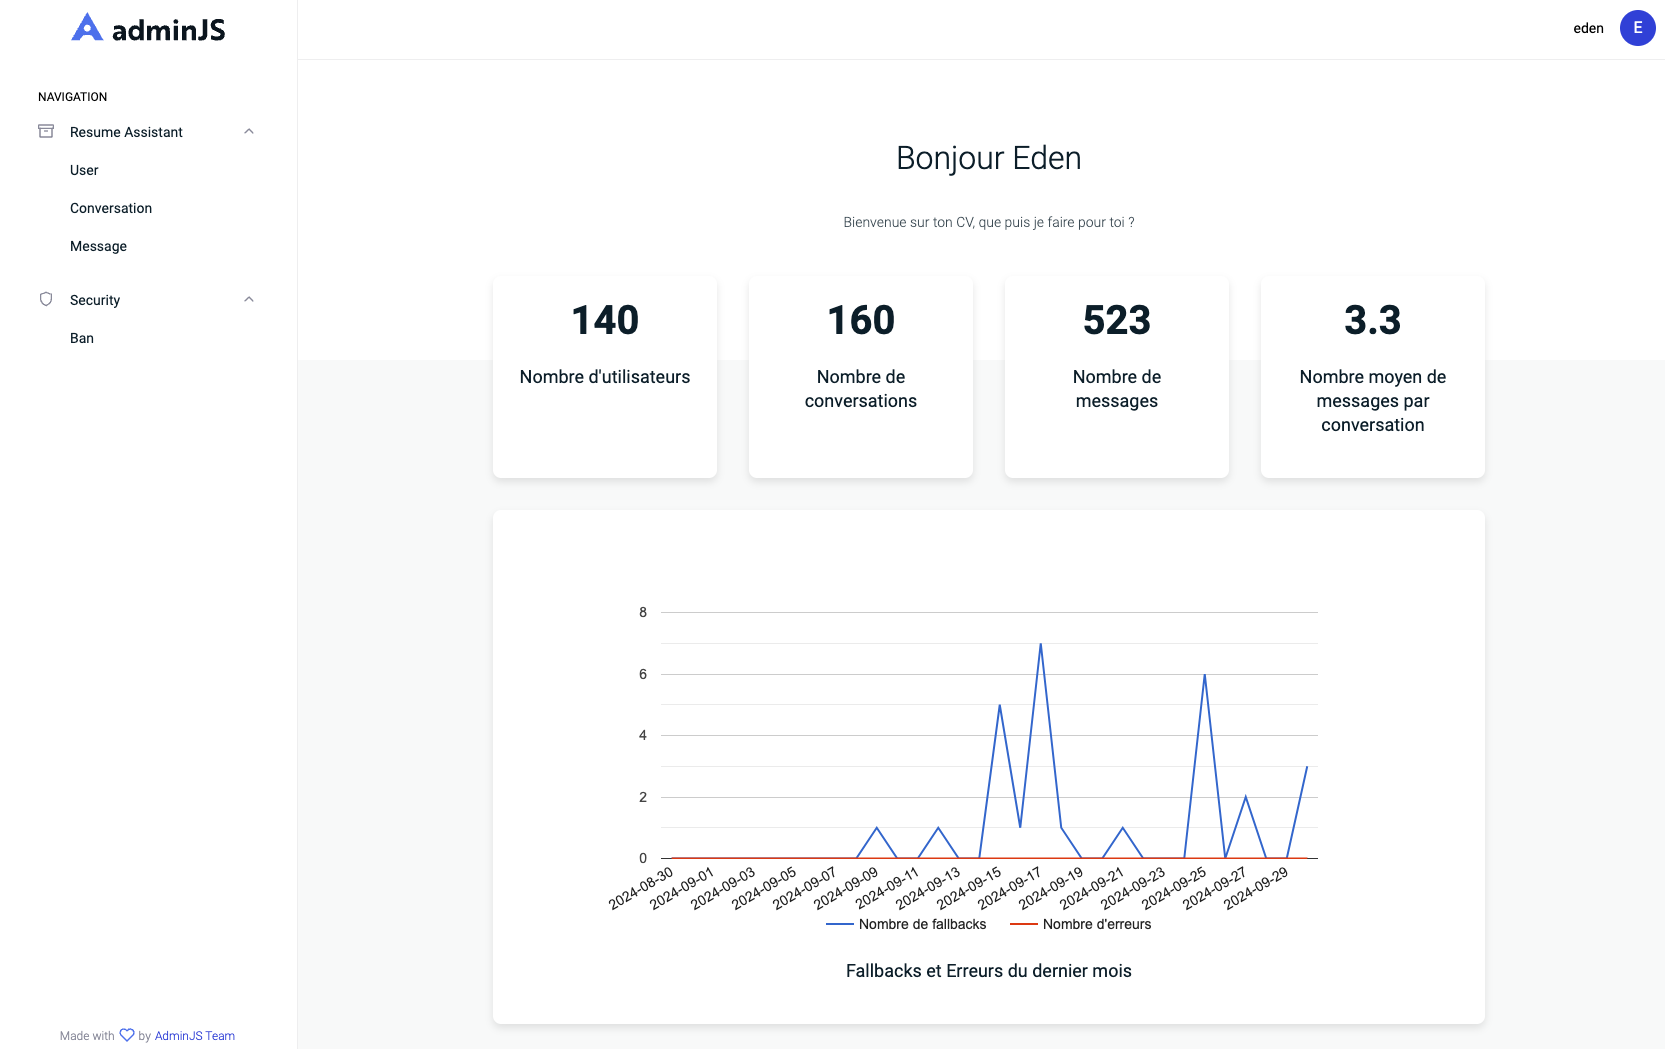 adminJS
eden
E
NAVIGATION
Resume Assistant
User
Conversation
Message
Security
Ban
Made with by AdminJS Team
Bonjour Eden
Bienvenue sur ton CV, que puis je faire pour toi ?
140
Nombre d'utilisateurs
160
Nombre de
conversations
523
Nombre de
messages
3.3
Nombre moyen de
messages par
conversation
8
6
4
2
0
2024-08-30
2024-09-01
2024-09-03
2024-09-05
2024-09-07
2024-09-09
2024-09-11
2024-09-13
2024-09-15
2024-09-17
2024-09-19
2024-09-21
2024-09-23
2024-09-25
2024-09-27
2024-09-29
Nombre de fallbacks
Nombre d'erreurs
Fallbacks et Erreurs du dernier mois